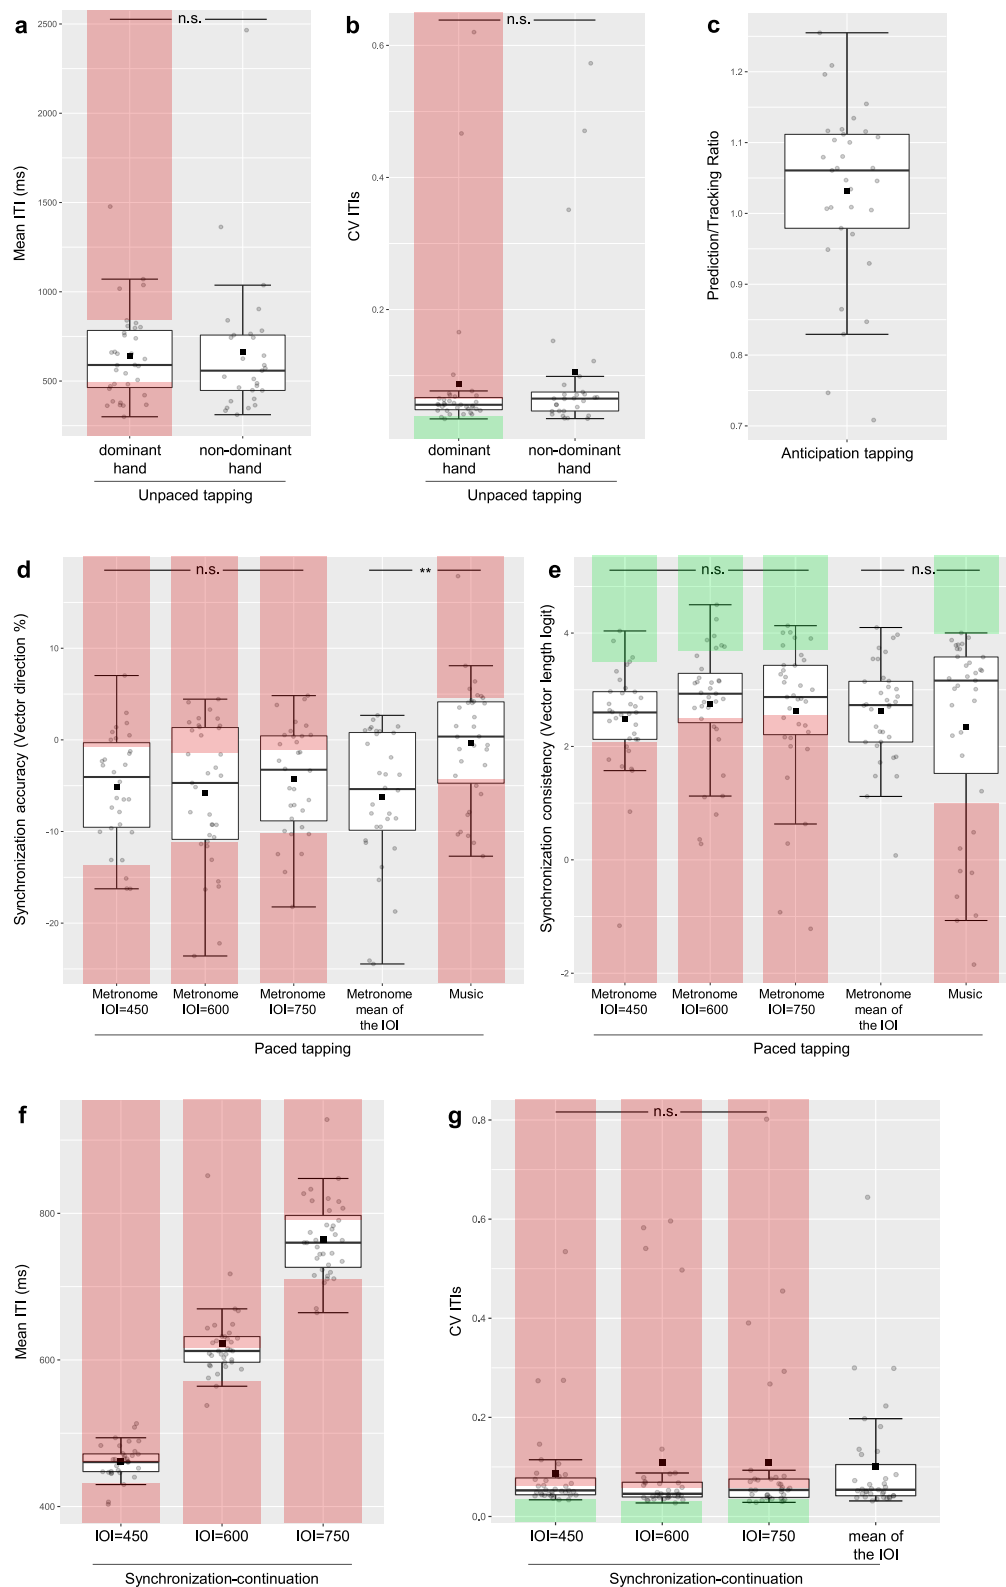 a
n.s.
2500
2000
1500
1000
500
Mean ITI (ms)
dominant
hand
non-dominant
hand
Unpaced tapping
b
n.s.
0.6
0.4
0.2
CV ITIs
dominant
hand
non-dominant
hand
Unpaced tapping
c
1.2
1.1
1.0
0.9
0.8
0.7
Prediction/Tracking Ratio
Anticipation tapping
d
n.s.
**
10
0
-10
-20
Synchronization accuracy (Vector direction %)
Metronome
IOI=450
Metronome
IOI=600
Metronome
IOI=750
Metronome
mean of
the IOI
Music
Paced tapping
e
n.s.
n.s.
4
2
0
-2
Synchronization consistency (Vector length logit)
Metronome
IOI=450
Metronome
IOI=600
Metronome
IOI=750
Metronome
mean of
the IOI
Music
Paced tapping
f
800
600
400
Mean ITI (ms)
IOI=450
IOI=600
IOI=750
Synchronization-continuation
g
n.s.
0.8
0.6
0.4
0.2
0.0
CV ITIs
IOI=450
IOI=600
IOI=750
mean of
the IOI
Synchronization-continuation